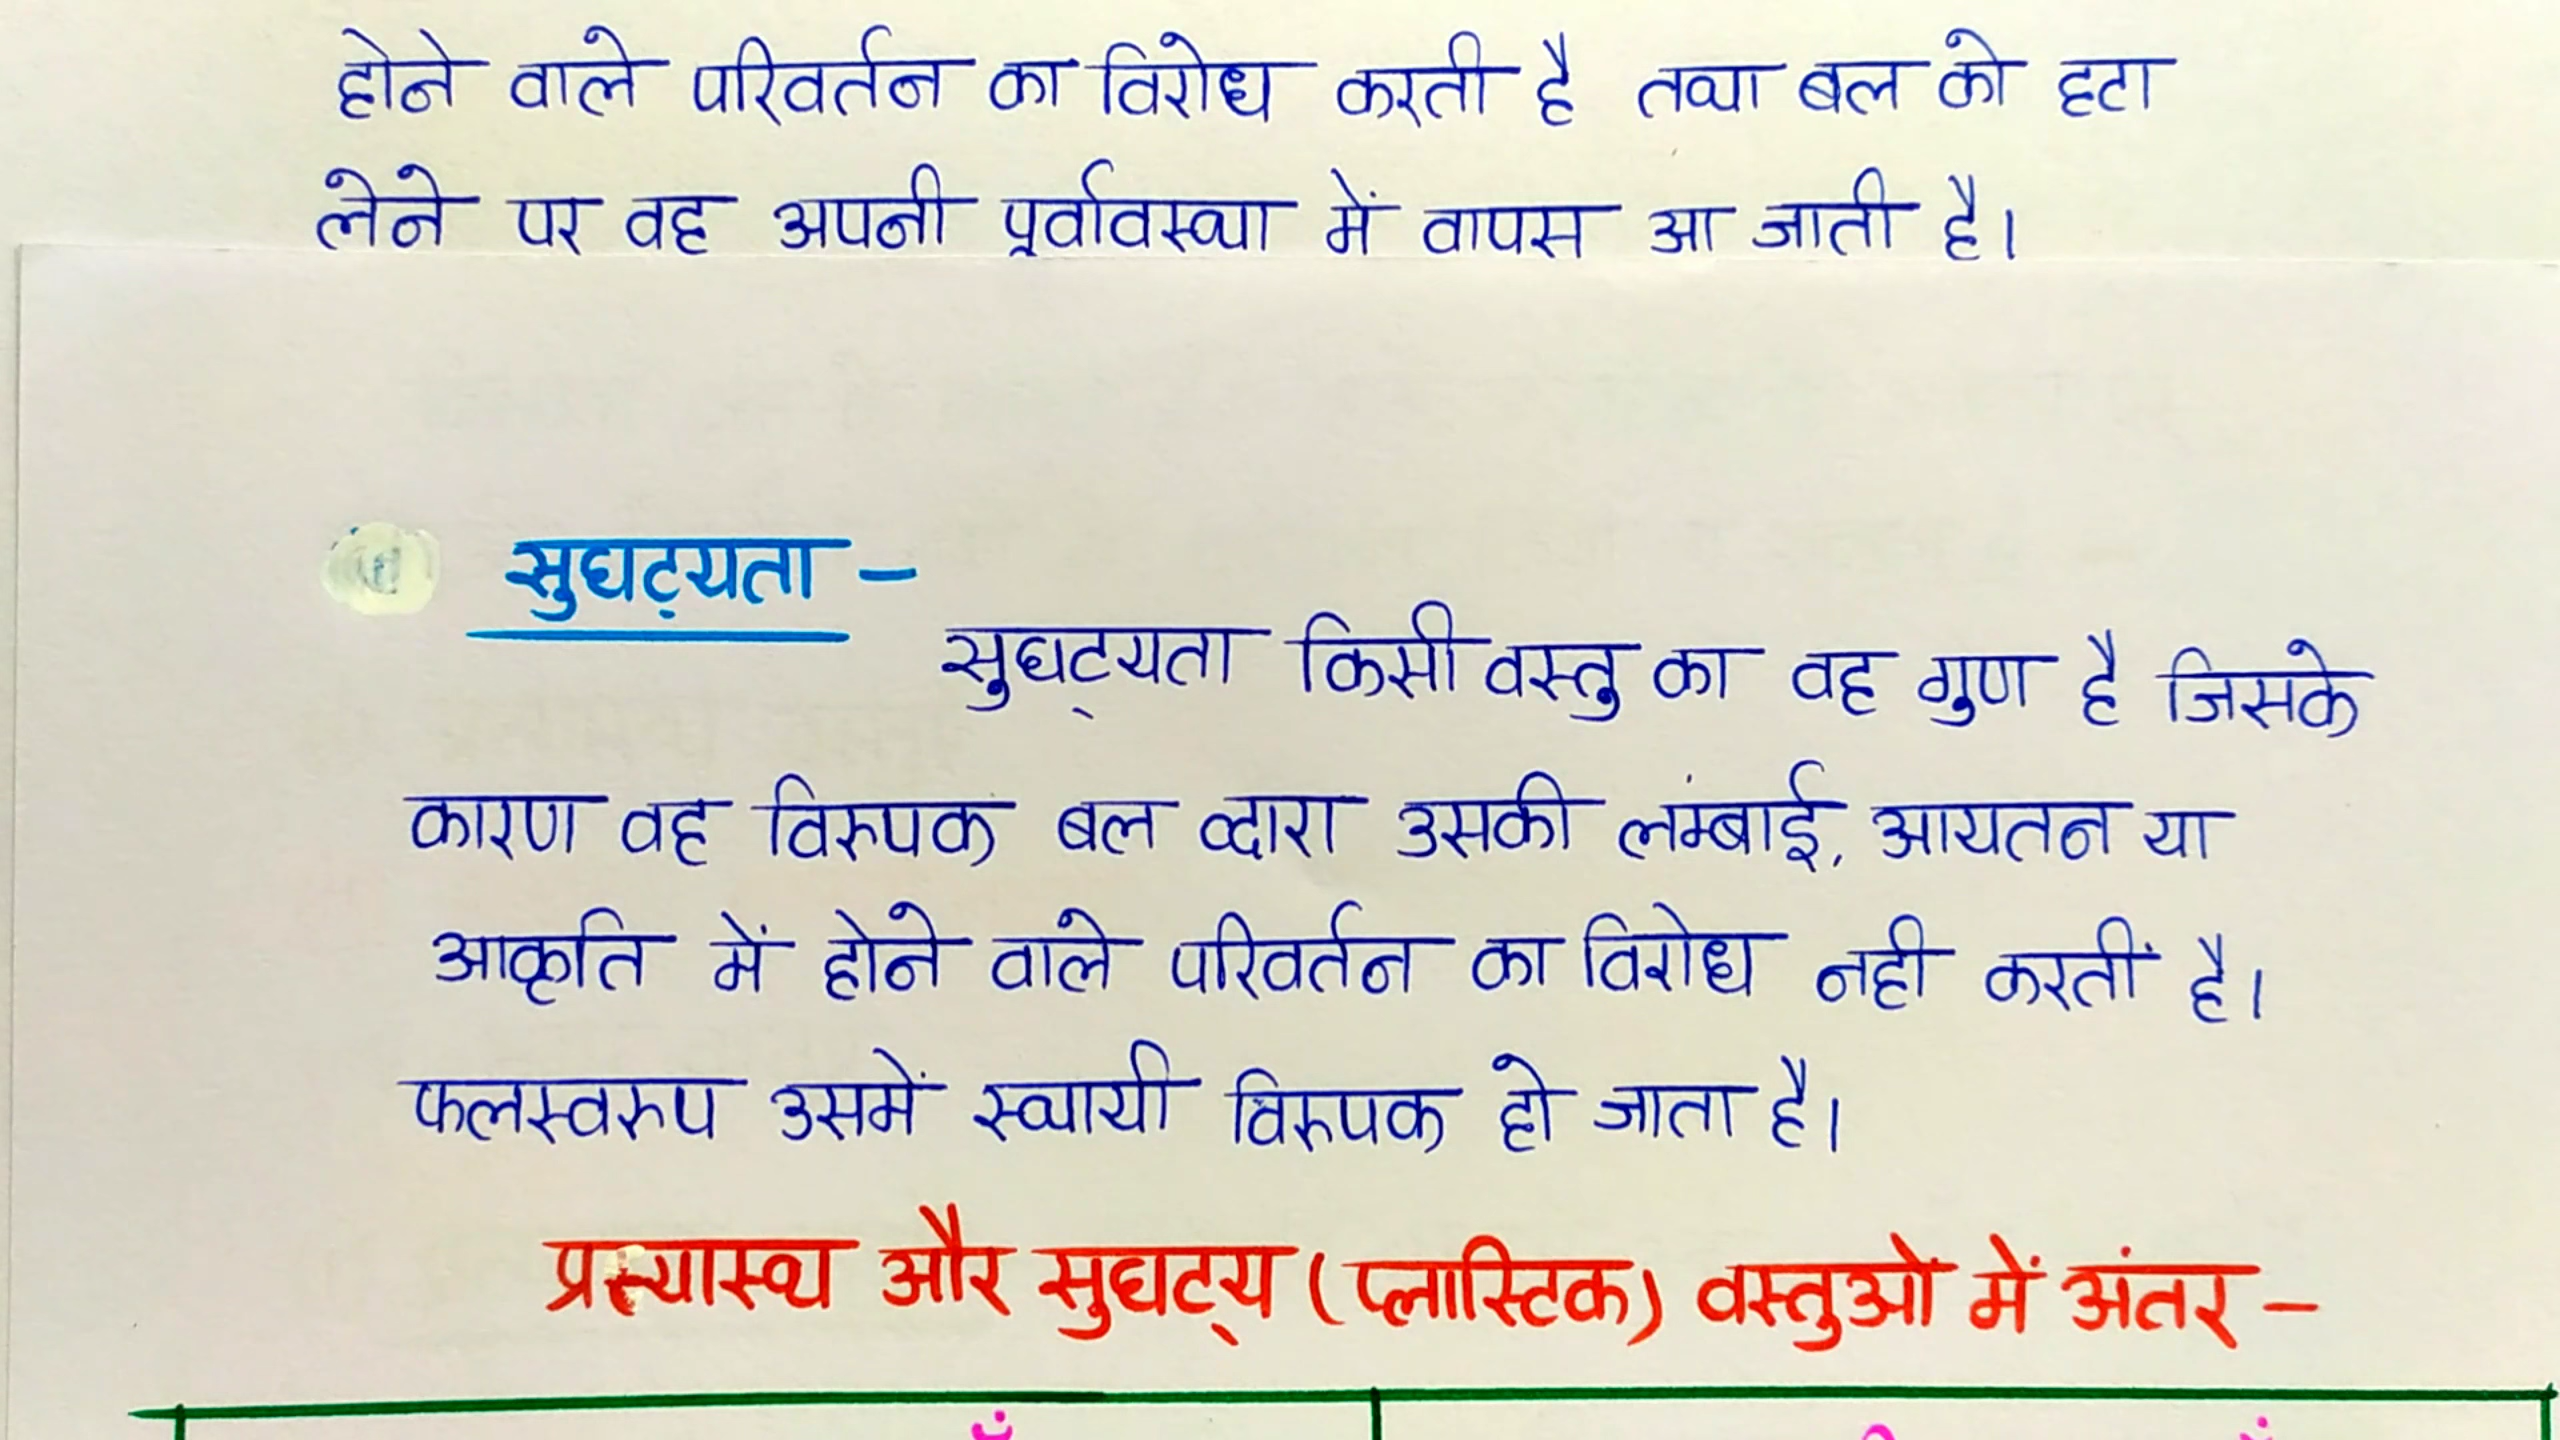 होने वाले परिवर्तन का विरोध करती है तथा बल को हटा
लेने पर वह अपनी पूर्वावस्था में वापस आ जाती है।
सुघट्यता –
सुघट्यता किसी वस्तु का वह गुण है जिसके
कारण वह विरुपक बल द्वारा उसकी लंम्बाई, आयतन या
आकृति में होने वाले परिवर्तन का विरोध नही करतीं है।
फलस्वरुप उसमें स्थायी विरुपक हो जाता है।
प्रत्यास्थ और सुघट्य (प्लास्टिक) वस्तुओ में अंतर –